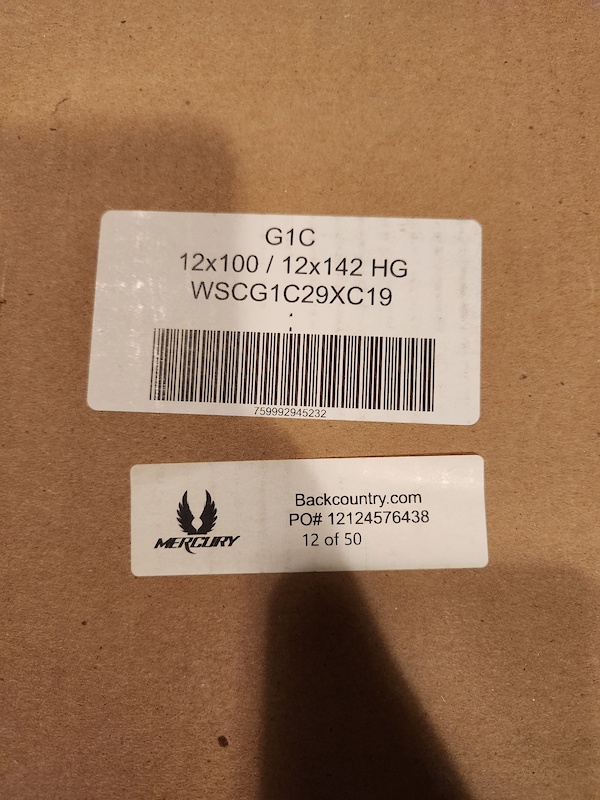 G1C
12x100 / 12x142 HG
WSCG1C29XC19
759992945232
Backcountry.com
PO# 12124576438
12 of 50
MERCURY